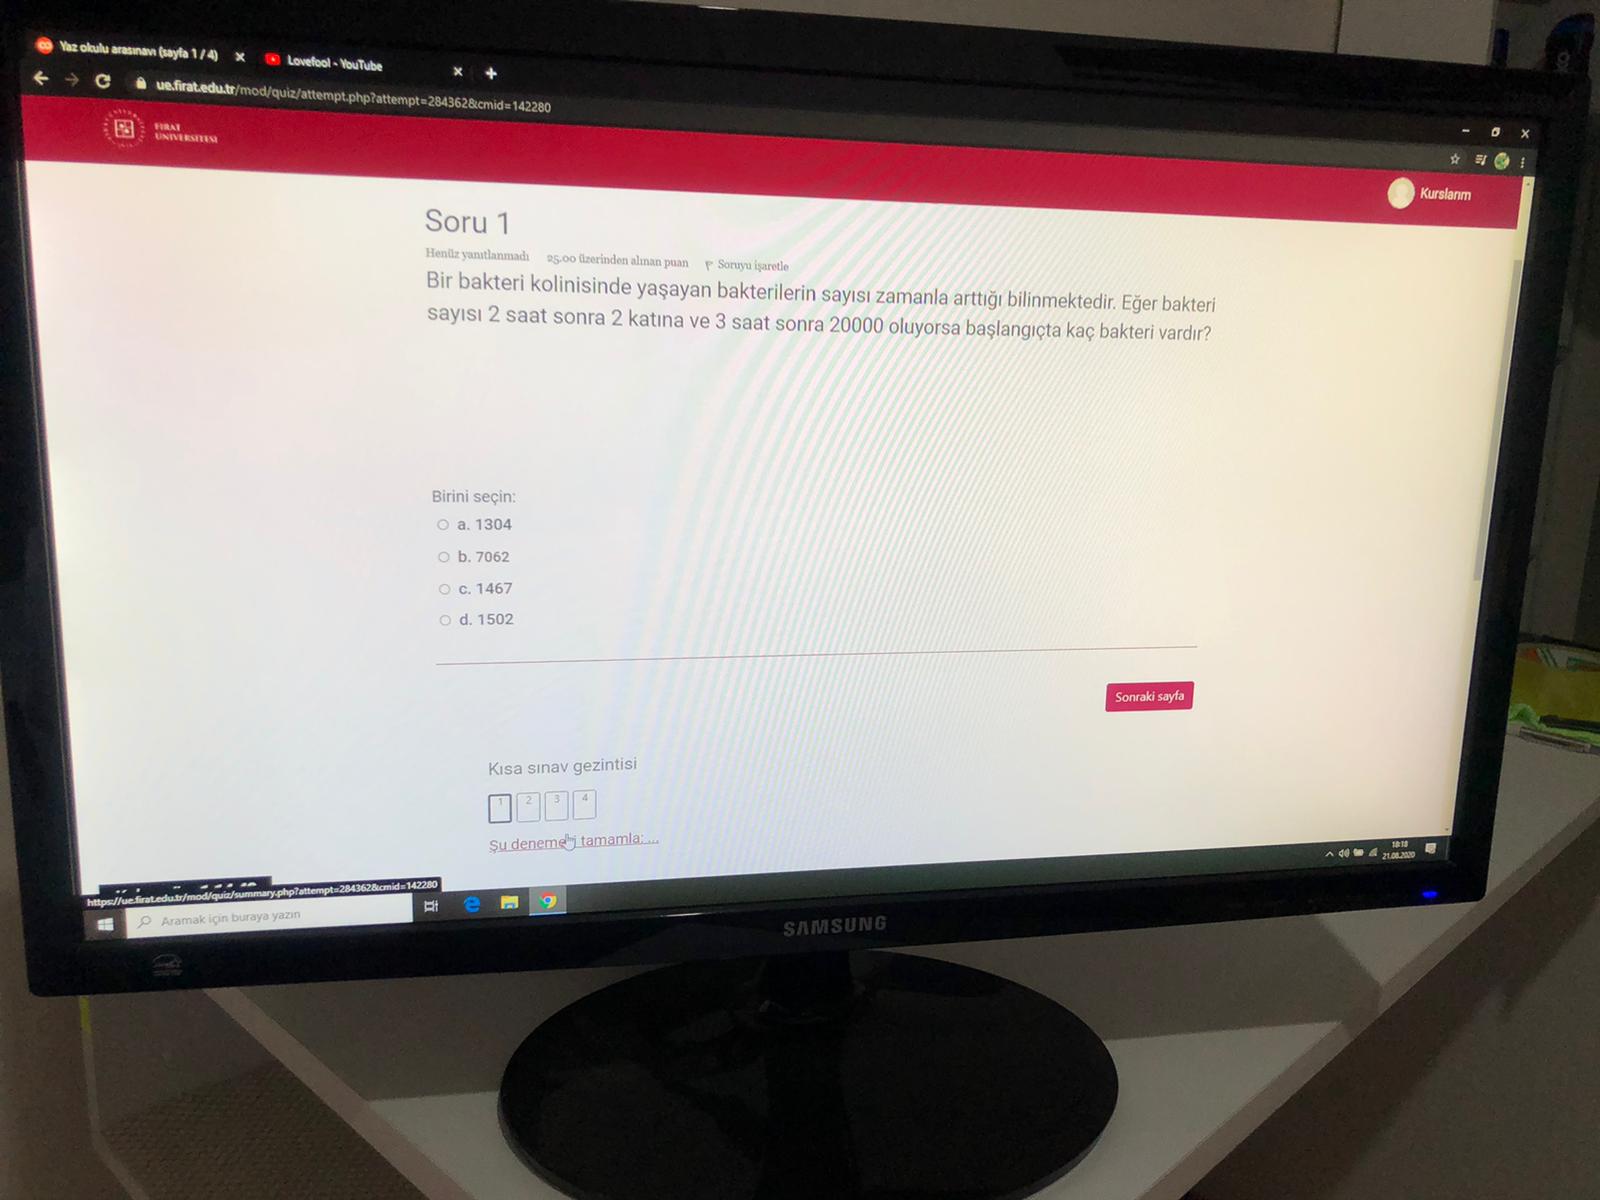 Yaz okulu arasınavı (sayfa 1 / 4)
Lovefool - YouTube
ue.firat.edu.tr/mod/quiz/attempt.php?attempt=284362&cmid=142280
FIRAT
ÜNİVERSİTESİ
Kurslarım
Soru 1
Henüz yanıtlanmadı 25.00 üzerinden alınan puan Soruyu işaretle
Bir bakteri kolinisinde yaşayan bakterilerin sayısı zamanla arttığı bilinmektedir. Eğer bakteri
sayısı 2 saat sonra 2 katına ve 3 saat sonra 20000 oluyorsa başlangıçta kaç bakteri vardır?
Birini seçin:
a. 1304
b. 7062
c. 1467
d. 1502
Sonraki sayfa
Kısa sınav gezintisi
1 2 3 4
Şu denemeyi tamamla: ...
https://ue.firat.edu.tr/mod/quiz/summary.php?attempt=284362&cmid=142280
Aramak için buraya yazın
18:18
21.08.2020
SAMSUNG